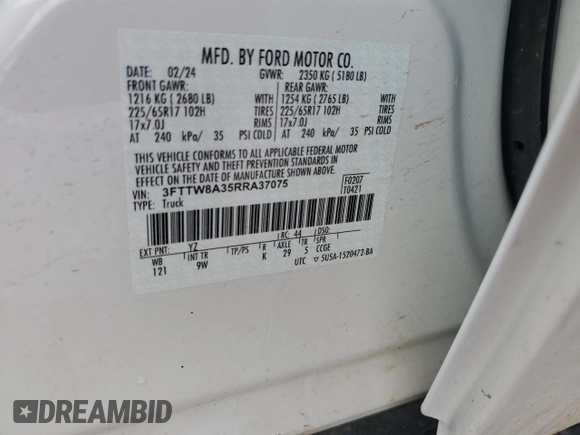 MFD. BY FORD MOTOR CO.
DATE: 02/24 GVWR: 2350 KG ( 5180 LB)
FRONT GAWR: REAR GAWR:
1216 KG ( 2680 LB) WITH 1254 KG ( 2765 LB) WITH
225/65R17 102H TIRES 225/65R17 102H TIRES
17x7.0J RIMS 17x7.0J RIMS
AT 240 kPa/ 35 PSI COLD AT 240 kPa/ 35 PSI COLD
THIS VEHICLE CONFORMS TO ALL APPLICABLE FEDERAL MOTOR
VEHICLE SAFETY AND THEFT PREVENTION STANDARDS IN
EFFECT ON THE DATE OF MANUFACTURE SHOWN ABOVE.
VIN: 3FTTW8A35RRA37075 F0207
TYPE: Truck T0421
RC: 44 DSO:
EXT PNT: YZ
WB INT TR TP/PS R AXLE TR SPR
121 9W K 29 5 CCGE
UTC 5U5A-1520472-BA
DREAMBID